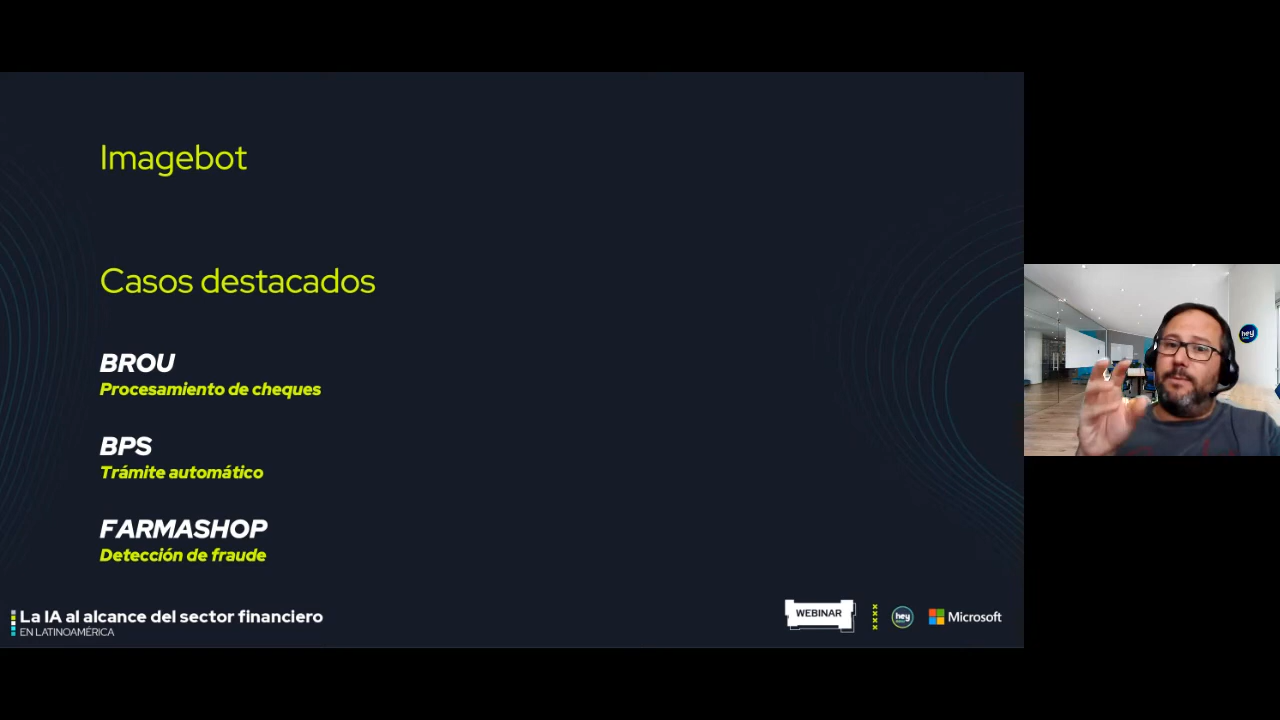 Imagebot
Casos destacados
BROU
Procesamiento de cheques
BPS
Trámite automático
FARMASHOP
Detección de fraude
La IA al alcance del sector financiero
EN LATINOAMÉRICA
WEBINAR
hey
Microsoft
hey